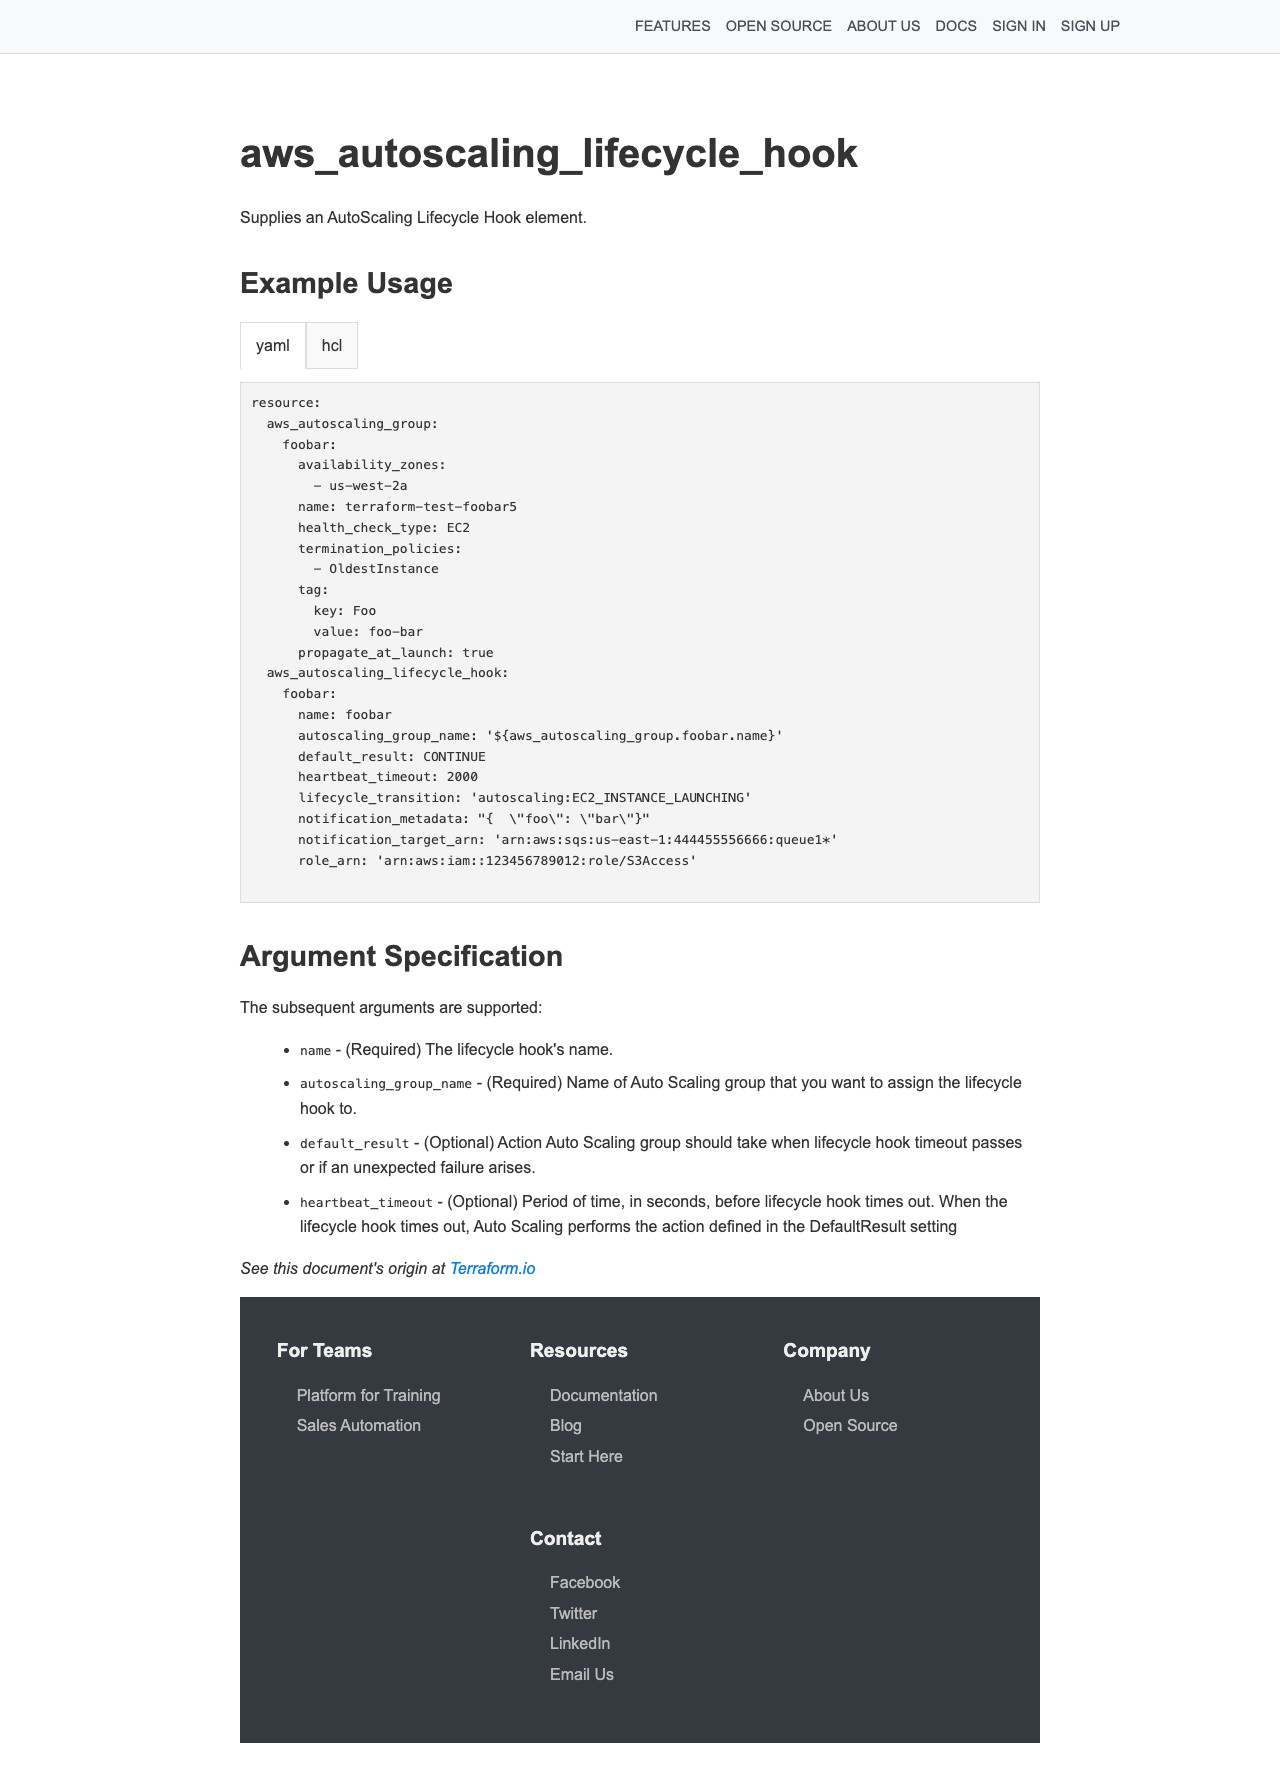 FEATURES OPEN SOURCE ABOUT US DOCS SIGN IN SIGN UP
aws_autoscaling_lifecycle_hook
Supplies an AutoScaling Lifecycle Hook element.
Example Usage
yaml hcl
resource:
  aws_autoscaling_group:
    foobar:
      availability_zones:
        - us-west-2a
      name: terraform-test-foobar5
      health_check_type: EC2
      termination_policies:
        - OldestInstance
      tag:
        key: Foo
        value: foo-bar
      propagate_at_launch: true
  aws_autoscaling_lifecycle_hook:
    foobar:
      name: foobar
      autoscaling_group_name: '${aws_autoscaling_group.foobar.name}'
      default_result: CONTINUE
      heartbeat_timeout: 2000
      lifecycle_transition: 'autoscaling:EC2_INSTANCE_LAUNCHING'
      notification_metadata: "{  \"foo\": \"bar\"}"
      notification_target_arn: 'arn:aws:sqs:us-east-1:444455556666:queue1*'
      role_arn: 'arn:aws:iam::123456789012:role/S3Access'
Argument Specification
The subsequent arguments are supported:
• name - (Required) The lifecycle hook's name.
• autoscaling_group_name - (Required) Name of Auto Scaling group that you want to assign the lifecycle
hook to.
• default_result - (Optional) Action Auto Scaling group should take when lifecycle hook timeout passes
or if an unexpected failure arises.
• heartbeat_timeout - (Optional) Period of time, in seconds, before lifecycle hook times out. When the
lifecycle hook times out, Auto Scaling performs the action defined in the DefaultResult setting
See this document's origin at Terraform.io
For Teams
Platform for Training
Sales Automation
Resources
Documentation
Blog
Start Here
Company
About Us
Open Source
Contact
Facebook
Twitter
LinkedIn
Email Us